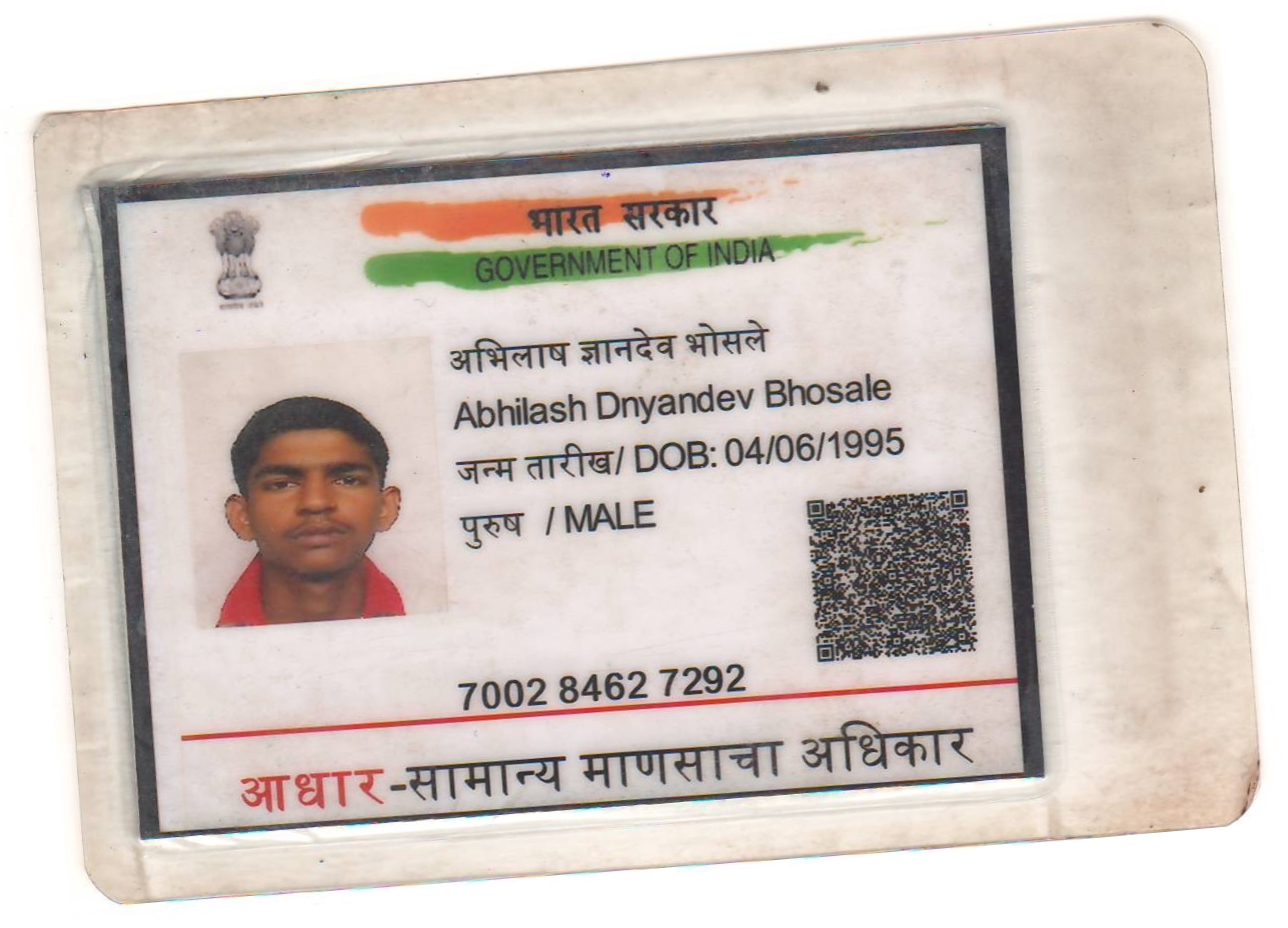 भारत सरकार
GOVERNMENT OF INDIA
अभिलाष ज्ञानदेव भोसले
Abhilash Dnyandev Bhosale
जन्म तारीख/ DOB: 04/06/1995
पुरुष / MALE
7002 8462 7292
आधार-सामान्य माणसाचा अधिकार